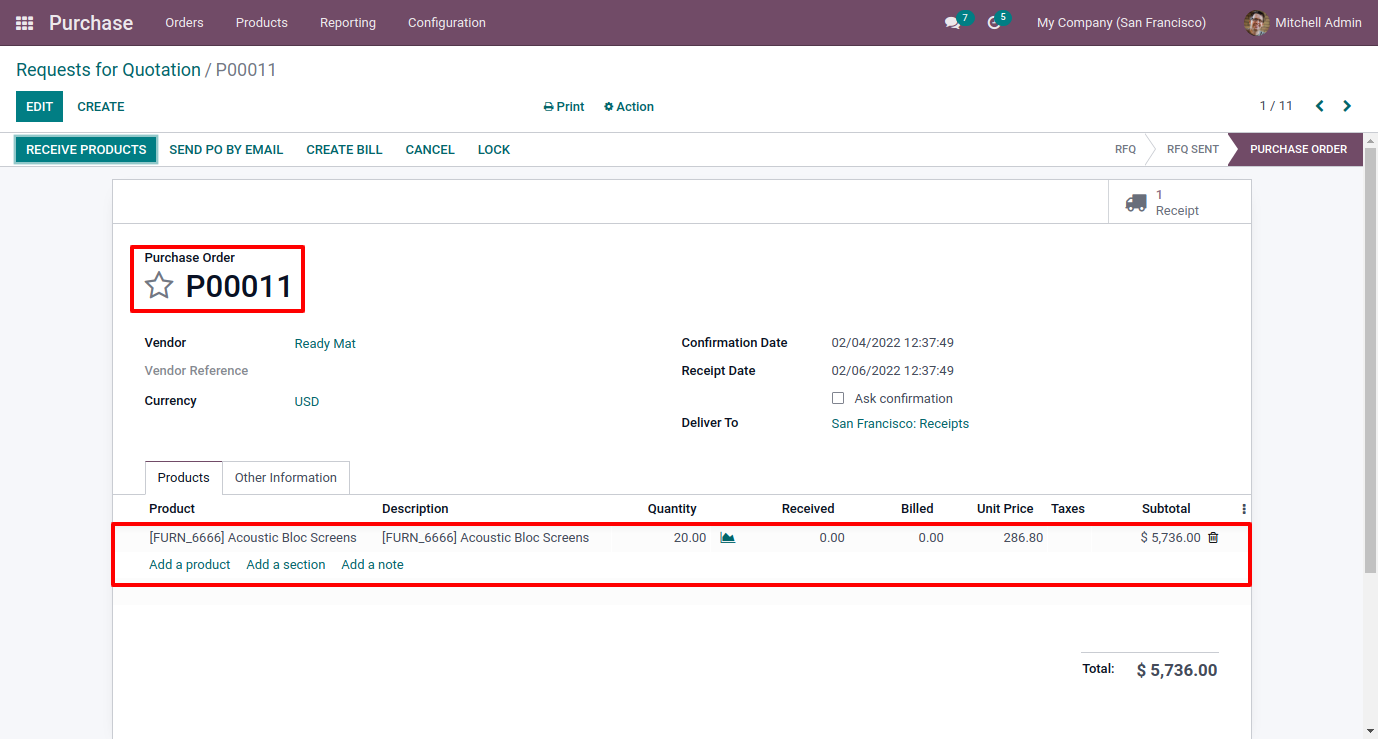 Purchase Orders Products Reporting Configuration 7 5 My Company (San Francisco) Mitchell Admin
Requests for Quotation / P00011
EDIT CREATE Print Action 1 / 11
RECEIVE PRODUCTS SEND PO BY EMAIL CREATE BILL CANCEL LOCK RFQ RFQ SENT PURCHASE ORDER
1
Receipt
Purchase Order
P00011
Vendor Ready Mat Confirmation Date 02/04/2022 12:37:49
Vendor Reference Receipt Date 02/06/2022 12:37:49
Currency USD Ask confirmation
Deliver To San Francisco: Receipts
Products Other Information
Product Description Quantity Received Billed Unit Price Taxes Subtotal
[FURN_6666] Acoustic Bloc Screens [FURN_6666] Acoustic Bloc Screens 20.00 0.00 0.00 286.80 $ 5,736.00
Add a product Add a section Add a note
Total: $ 5,736.00